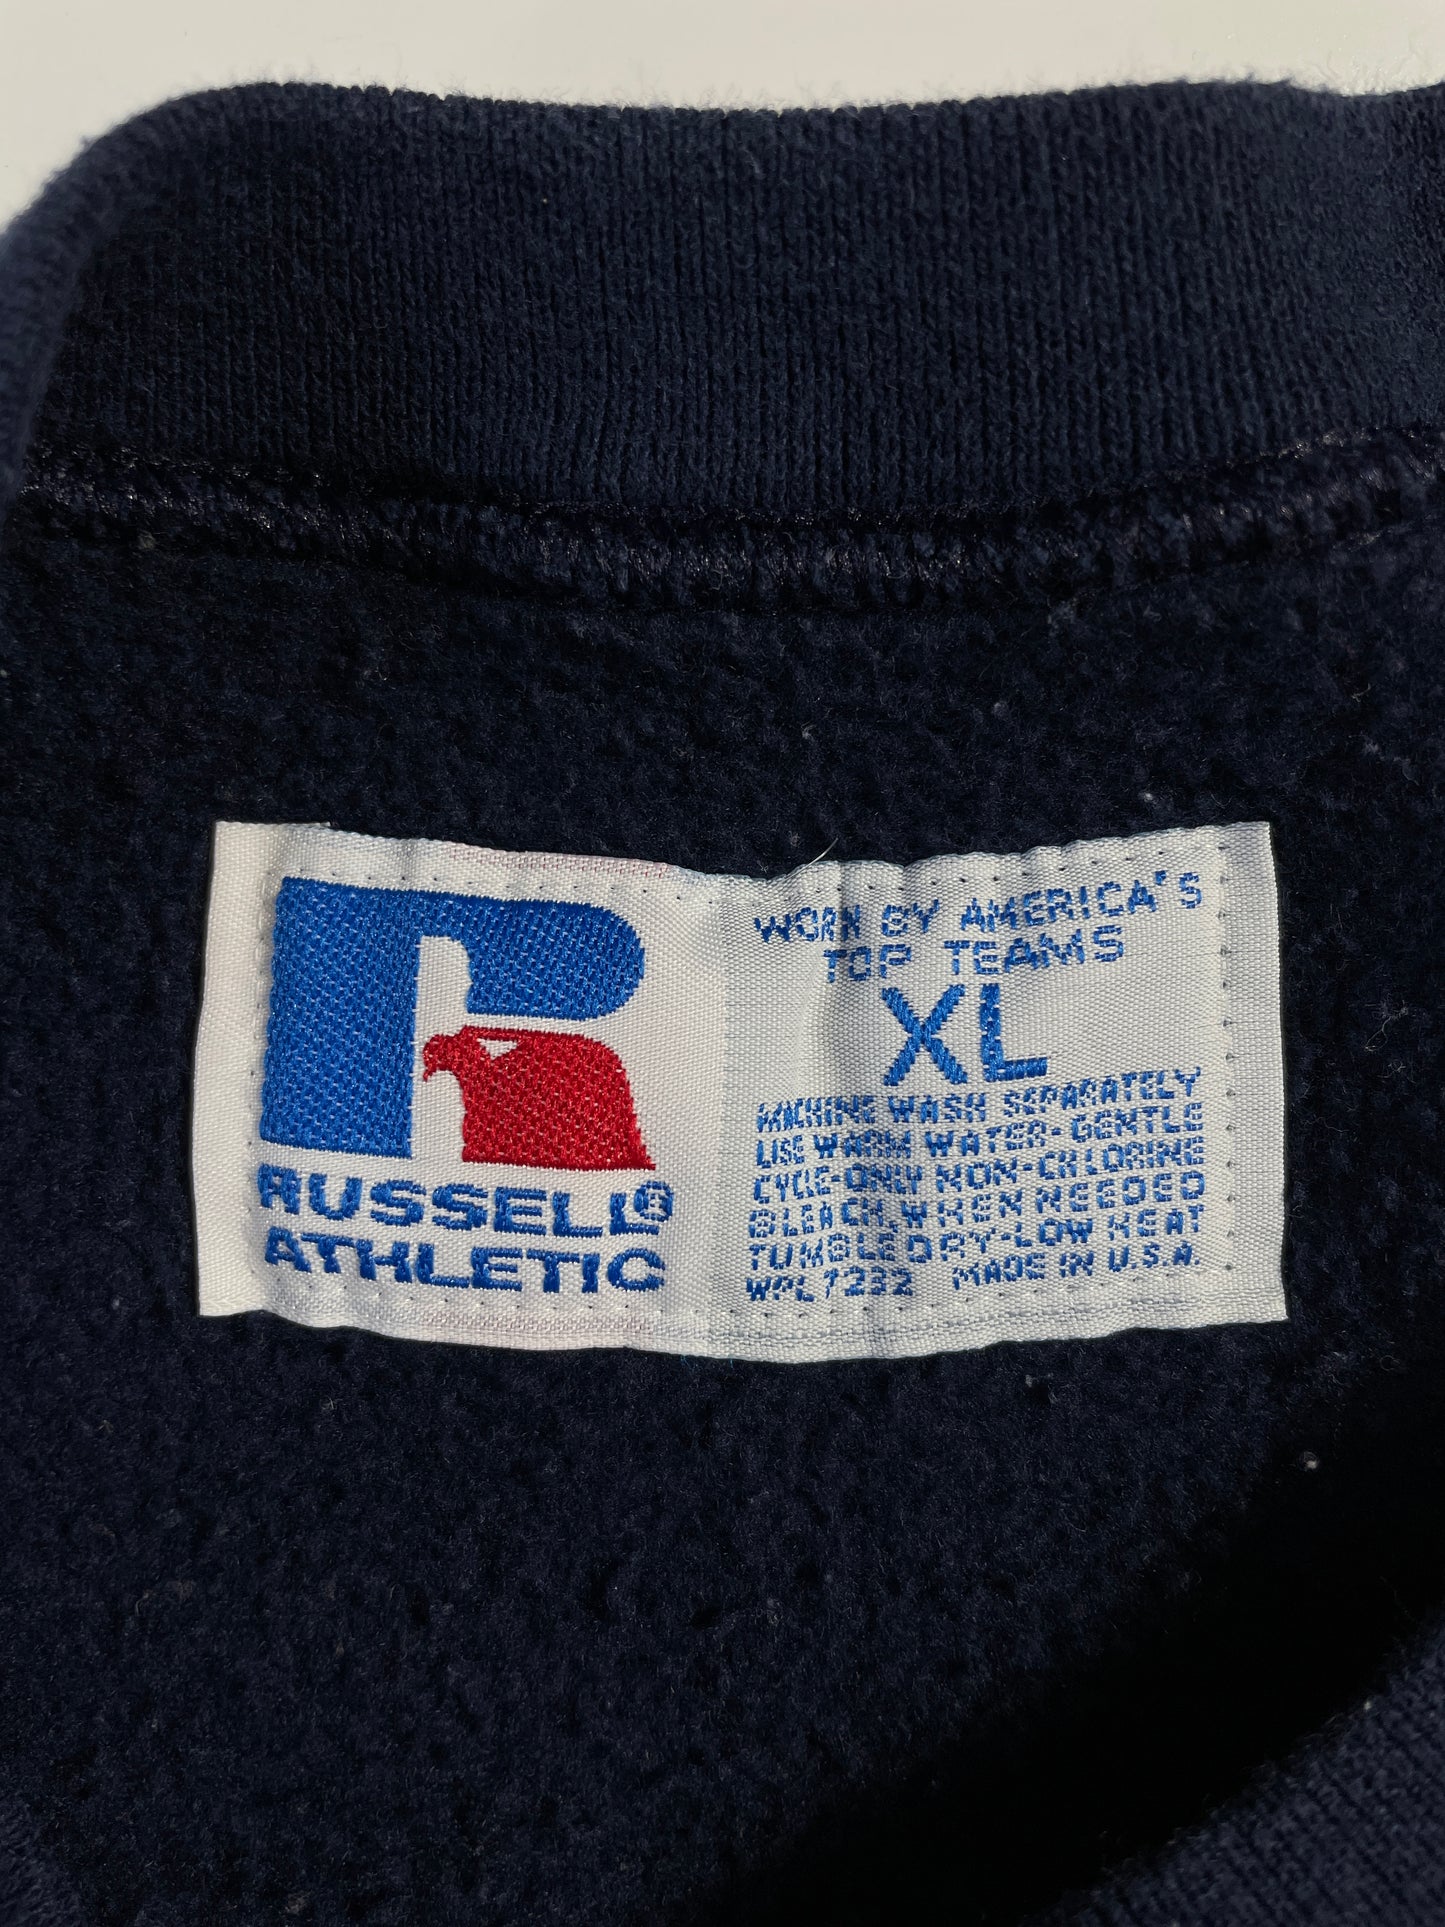 RUSSELL®
ATHLETIC
WORN BY AMERICA'S
TOP TEAMS
XL
MACHINE WASH SEPARATELY
USE WARM WATER-GENTLE
CYCLE-ONLY NON-CHLORINE
BLEACH, WHEN NEEDED
TUMBLE DRY-LOW HEAT
WPL 7232 MADE IN U.S.A.